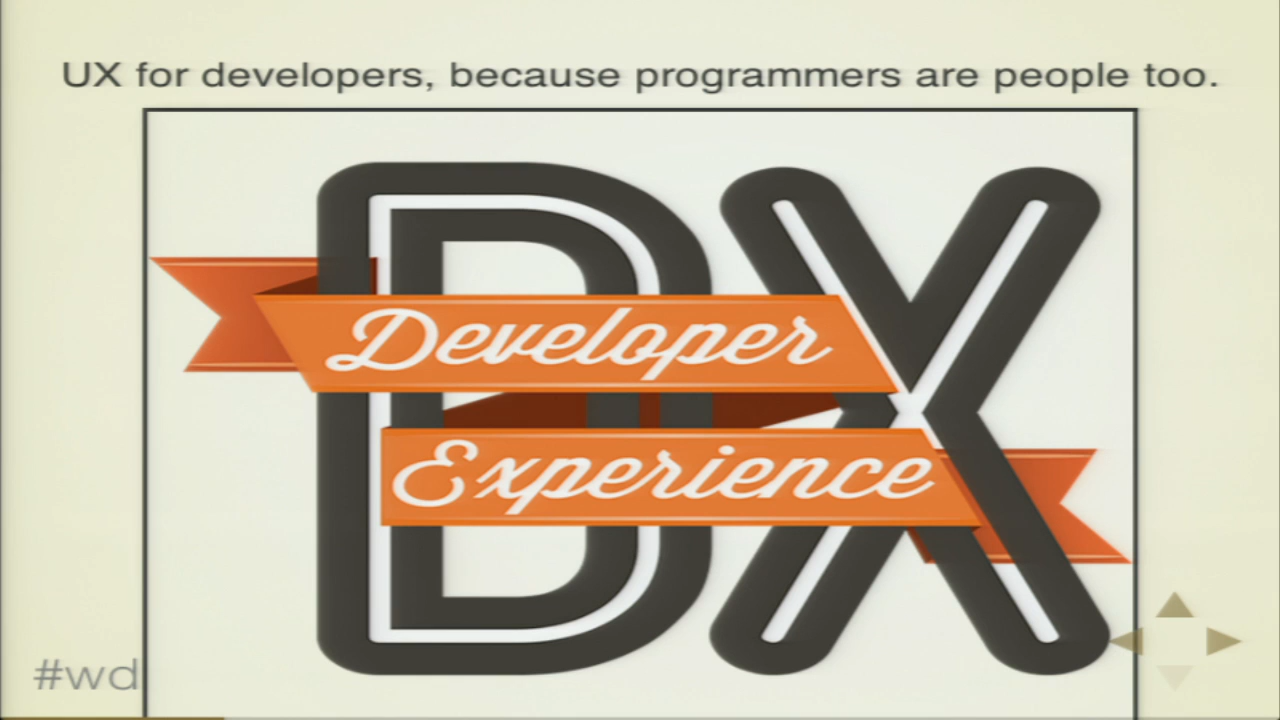 UX for developers, because programmers are people too.
DX
Developer
Experience
#wd